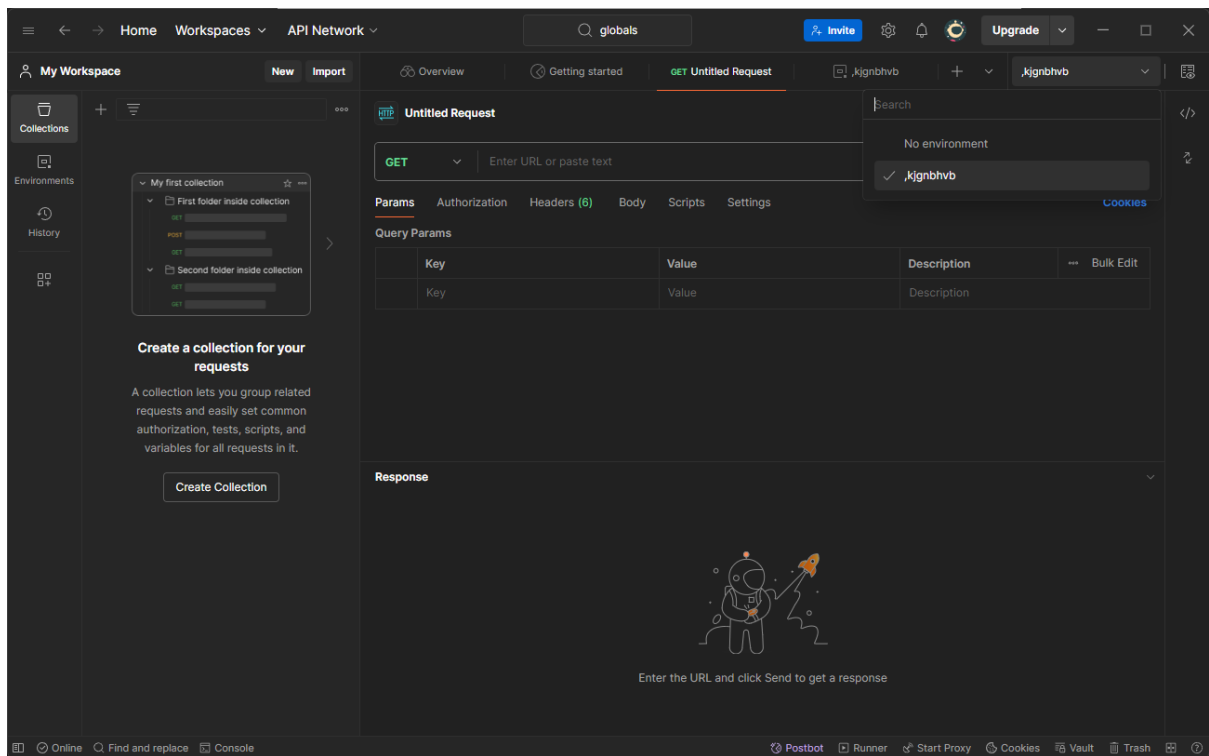 Home Workspaces API Network globals Invite Upgrade
My Workspace New Import Overview Getting started GET Untitled Request ,kjgnbhvb ,kjgnbhvb
Collections
Environments
History
My first collection
First folder inside collection
GET
POST
GET
Second folder inside collection
GET
GET
Create a collection for your
requests
A collection lets you group related
requests and easily set common
authorization, tests, scripts, and
variables for all requests in it.
Create Collection
HTTP Untitled Request
Search
No environment
,kjgnbhvb
GET Enter URL or paste text
Params Authorization Headers (6) Body Scripts Settings Cookies
Query Params
Key Value Description Bulk Edit
Key Value Description
Response
Enter the URL and click Send to get a response
Online Find and replace Console Postbot Runner Start Proxy Cookies Vault Trash